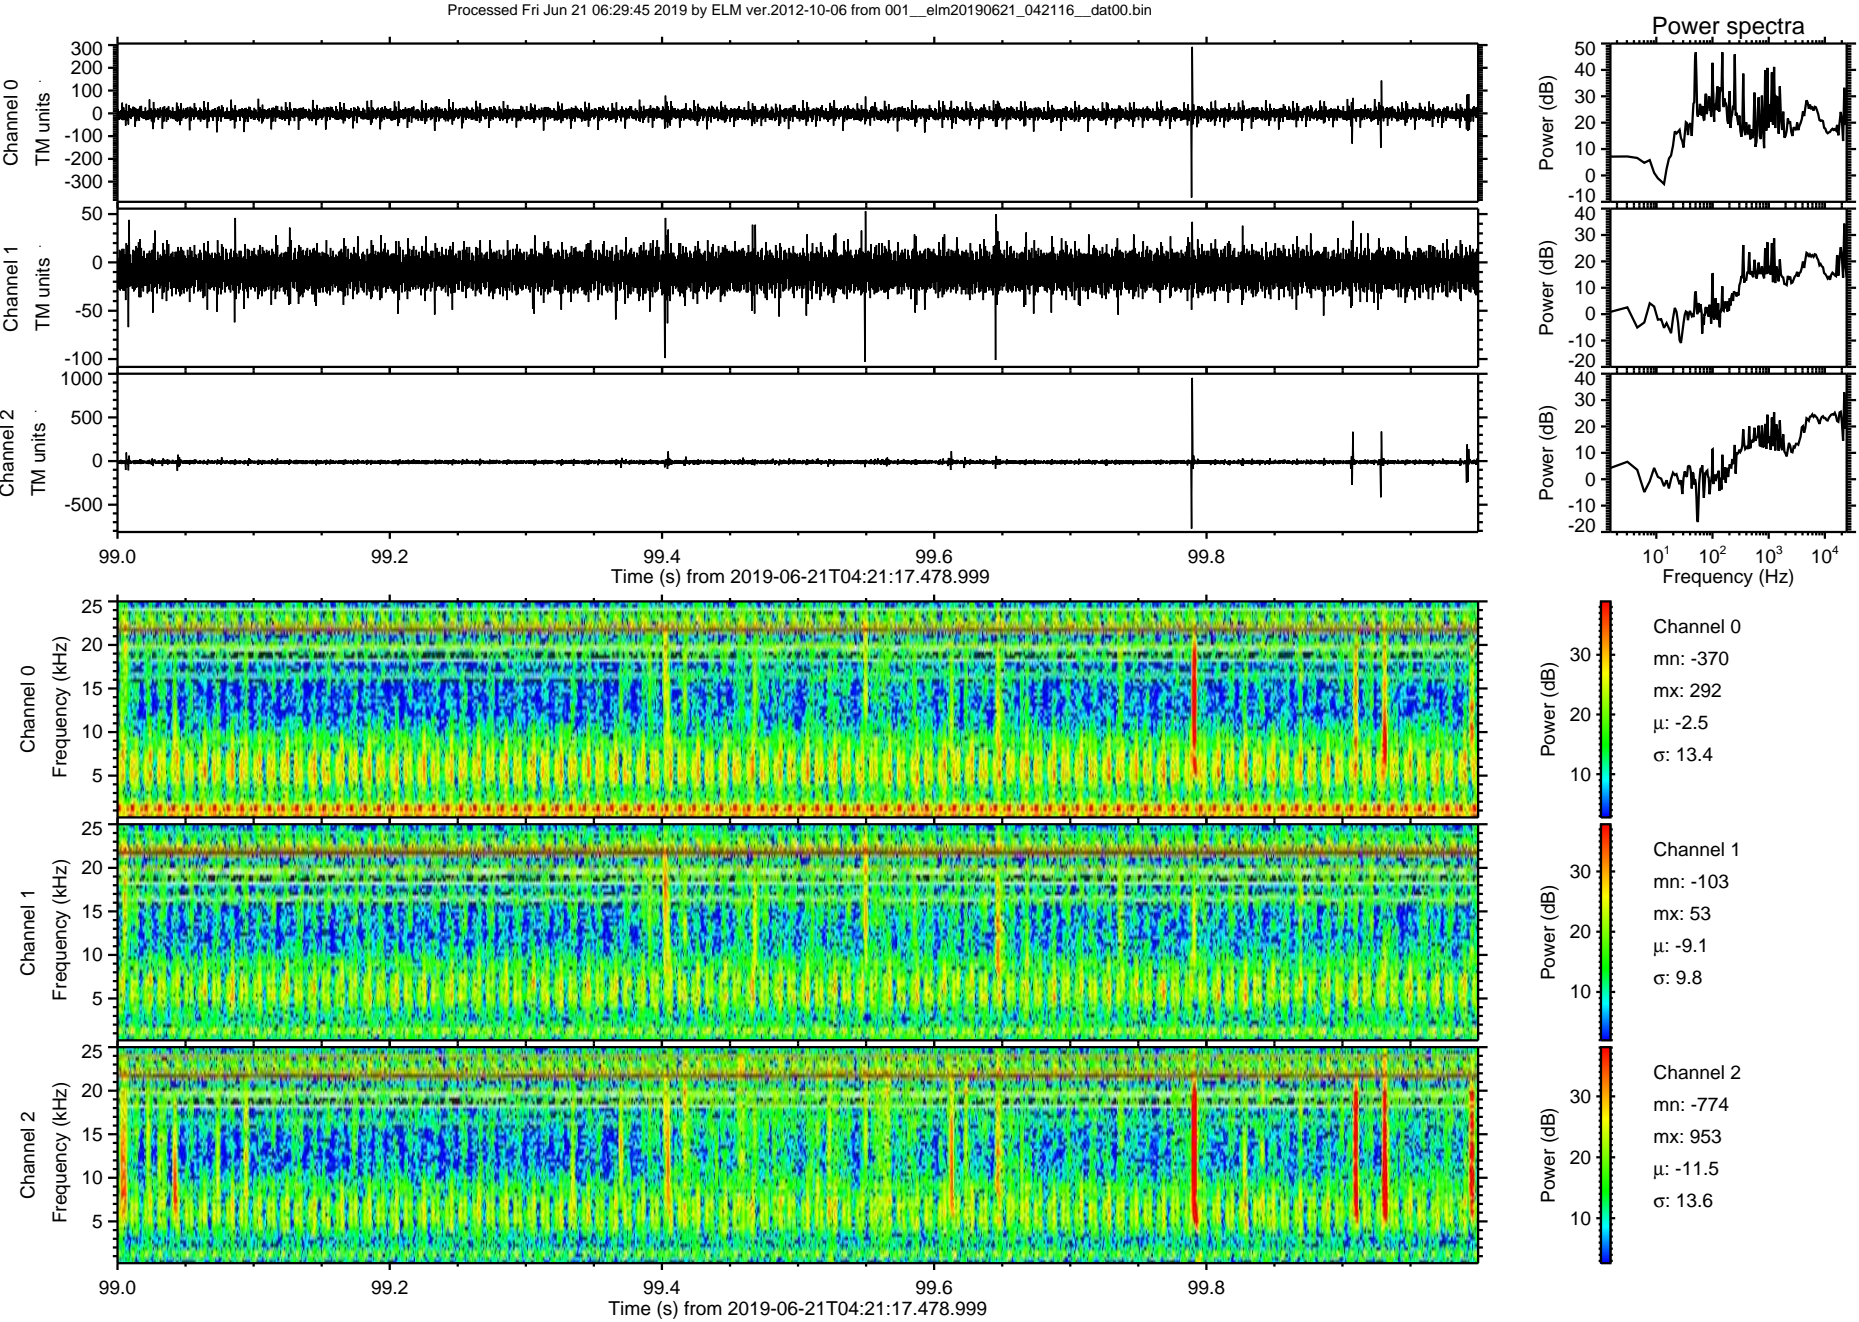 Processed Fri Jun 21 06:29:45 2019 by ELM ver.2012-10-06 from 001__elm20190621_042116__dat00.bin
Power spectra
Channel 0
TM units
300
200
100
0
-100
-200
-300
Power (dB)
50
40
30
20
10
0
-10
Channel 1
TM units
50
0
-50
-100
Power (dB)
40
30
20
10
0
-10
-20
Channel 2
TM units
1000
500
0
-500
Power (dB)
40
30
20
10
0
-10
-20
99.0 99.2 99.4 99.6 99.8
Time (s) from 2019-06-21T04:21:17.478.999
10¹ 10² 10³ 10⁴
Frequency (Hz)
Channel 0
Frequency (kHz)
25
20
15
10
5
Power (dB)
30
20
10
Channel 0
mn: -370
mx: 292
μ: -2.5
σ: 13.4
Channel 1
Frequency (kHz)
25
20
15
10
5
Power (dB)
30
20
10
Channel 1
mn: -103
mx: 53
μ: -9.1
σ: 9.8
Channel 2
Frequency (kHz)
25
20
15
10
5
Power (dB)
30
20
10
Channel 2
mn: -774
mx: 953
μ: -11.5
σ: 13.6
99.0 99.2 99.4 99.6 99.8
Time (s) from 2019-06-21T04:21:17.478.999